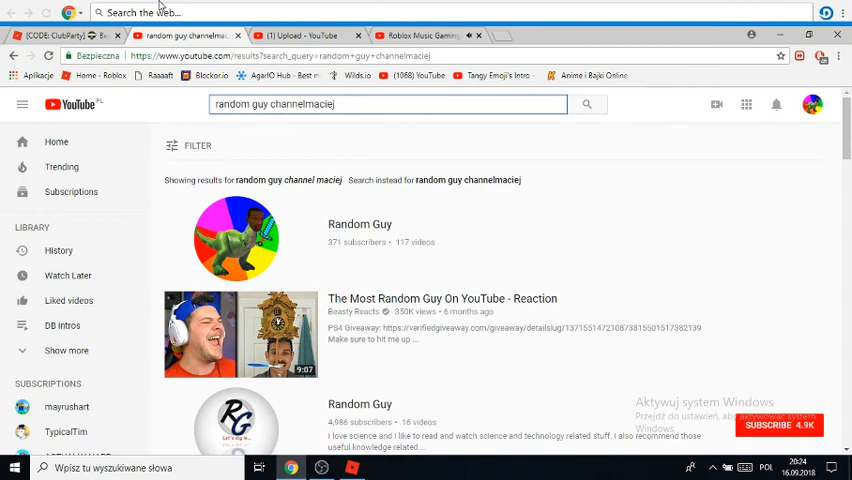 Search the web...
[CODE: ClubParty]
random guy channelmaciej
(1) Upload - YouTube
Roblox Music Gaming
Bezpieczna https://www.youtube.com/results?search_query=random+guy+channelmaciej
Aplikacje Home - Roblox Raaaft Blockor.io AgarIO Hub - Best m Wilds.io (1068) YouTube Tangy Emoji's Intro - Anime i Bajki Online
YouTube PL
random guy channelmaciej
Home
Trending
Subscriptions
LIBRARY
History
Watch Later
Liked videos
DB intros
Show more
SUBSCRIPTIONS
mayrushart
TypicalTim
FILTER
Showing results for random guy channel maciej Search instead for random guy channelmaciej
Random Guy
371 subscribers • 117 videos
The Most Random Guy On YouTube - Reaction
Beasty Reacts 350K views • 6 months ago
PS4 Giveaway: https://verifiedgiveaway.com/giveaway/detailslug/1371551472108738155015173821​39
Make sure to hit me up ...
9:07
Random Guy
4,986 subscribers • 16 videos
I love science and I like to read and watch science and technology related stuff. I also recommend those
useful knowledge related ...
RG
Let's dig in..
Aktywuj system Windows
Przejdź do ustawień, aby aktywować system
Windows.
SUBSCRIBE 4.9K
Wpisz tu wyszukiwane słowa
POL
20:24
16.09.2018